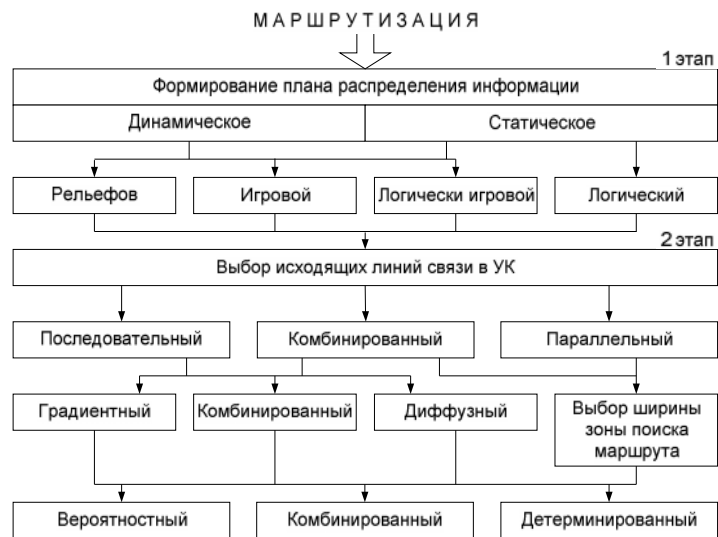 МАРШРУТИЗАЦИЯ
1 этап
Формирование плана распределения информации
Динамическое
Статическое
Рельефов
Игровой
Логически игровой
Логический
2 этап
Выбор исходящих линий связи в УК
Последовательный
Комбинированный
Параллельный
Градиентный
Комбинированный
Диффузный
Выбор ширины
зоны поиска
маршрута
Вероятностный
Комбинированный
Детерминированный